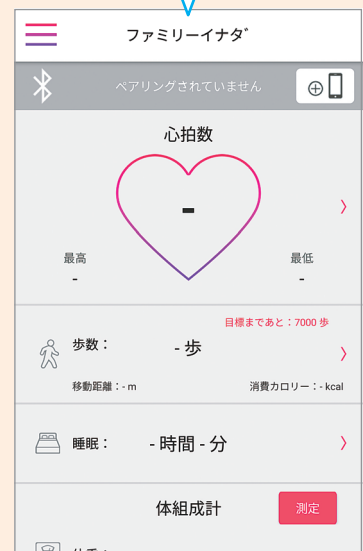 ファミリーイナダ
ペアリングされていません
心拍数
-
最高
最低
-
-
目標まであと：7000 歩
歩数：
- 歩
移動距離：- m
消費カロリー：- kcal
睡眠：
- 時間 - 分
体組成計
測定